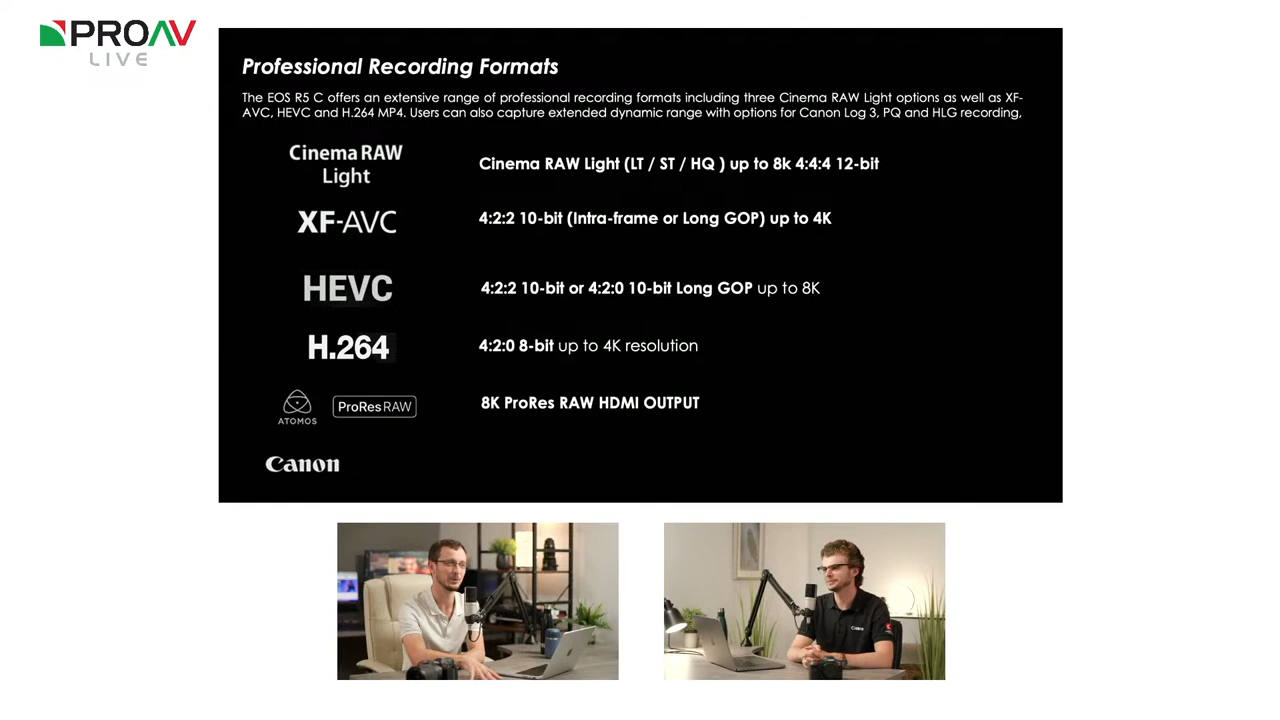 PROAV
LIVE
Professional Recording Formats
The EOS R5 C offers an extensive range of professional recording formats including three Cinema RAW Light options as well as XF-
AVC, HEVC and H.264 MP4. Users can also capture extended dynamic range with options for Canon Log 3, PQ and HLG recording,
Cinema RAW
Light
Cinema RAW Light (LT / ST / HQ ) up to 8k 4:4:4 12-bit
XF-AVC
4:2:2 10-bit (Intra-frame or Long GOP) up to 4K
HEVC
4:2:2 10-bit or 4:2:0 10-bit Long GOP up to 8K
H.264
4:2:0 8-bit up to 4K resolution
ATOMOS
ProRes RAW
8K ProRes RAW HDMI OUTPUT
Canon
Canon